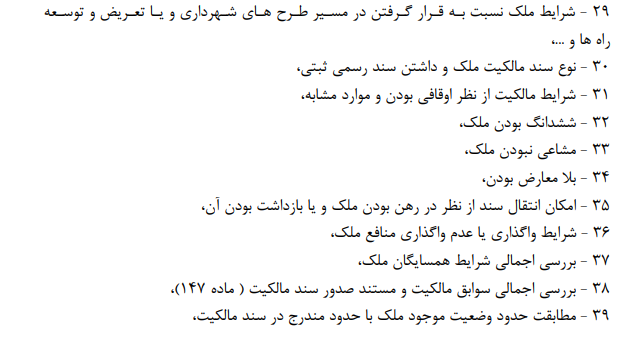 ۲۹ - شرایط ملک نسبت به قرار گرفتن در مسیر طرح های شهرداری و یا تعریض و توسعه
راه ها و ...،
۳۰ - نوع سند مالکیت ملک و داشتن سند رسمی ثبتی،
۳۱ - شرایط مالکیت از نظر اوقافی بودن و موارد مشابه،
۳۲ - ششدانگ بودن ملک،
۳۳ - مشاعی نبودن ملک،
۳۴ - بلا معارض بودن،
۳۵ - امکان انتقال سند از نظر در رهن بودن ملک و یا بازداشت بودن آن،
۳۶ - شرایط واگذاری یا عدم واگذاری منافع ملک،
۳۷ - بررسی اجمالی شرایط همسایگان ملک،
۳۸ - بررسی اجمالی سوابق مالکیت و مستند صدور سند مالکیت ( ماده ۱۴۷)،
۳۹ - مطابقت حدود وضعیت موجود ملک با حدود مندرج در سند مالکیت،